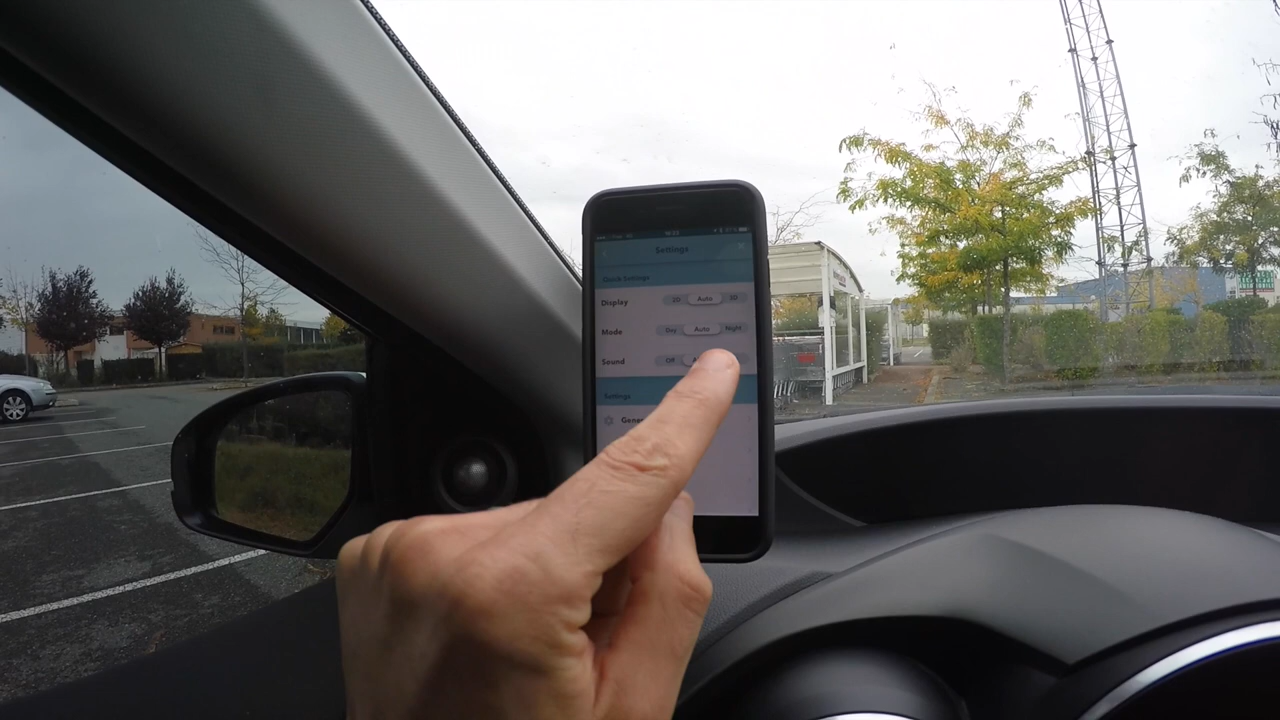 Settings
Quick Settings
Display 2D Auto 3D
Mode Day Auto Night
Sound Off
Settings